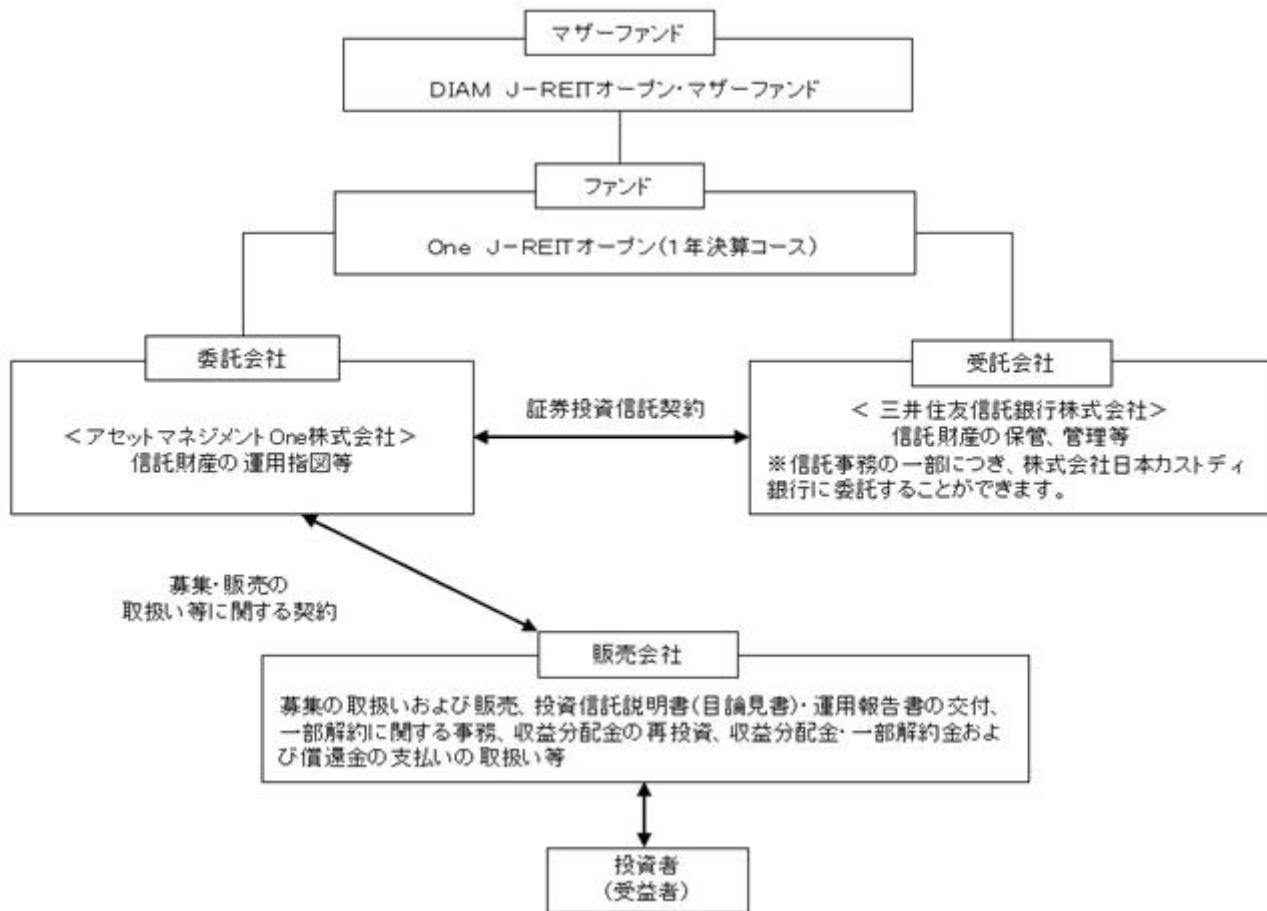 マザーファンド
DIAM J-REITオープン・マザーファンド
ファンド
One J-REITオープン(1年決算コース)
委託会社
<アセットマネジメントOne株式会社>
信託財産の運用指図等
証券投資信託契約
受託会社
< 三井住友信託銀行株式会社>
信託財産の保管、管理等
※信託事務の一部につき、株式会社日本カストディ
銀行に委託することができます。
募集・販売の
取扱い等に関する契約
販売会社
募集の取扱いおよび販売、投資信託説明書(目論見書)・運用報告書の交付、
一部解約に関する事務、収益分配金の再投資、収益分配金・一部解約金およ
び償還金の支払いの取扱い等
投資者
(受益者)